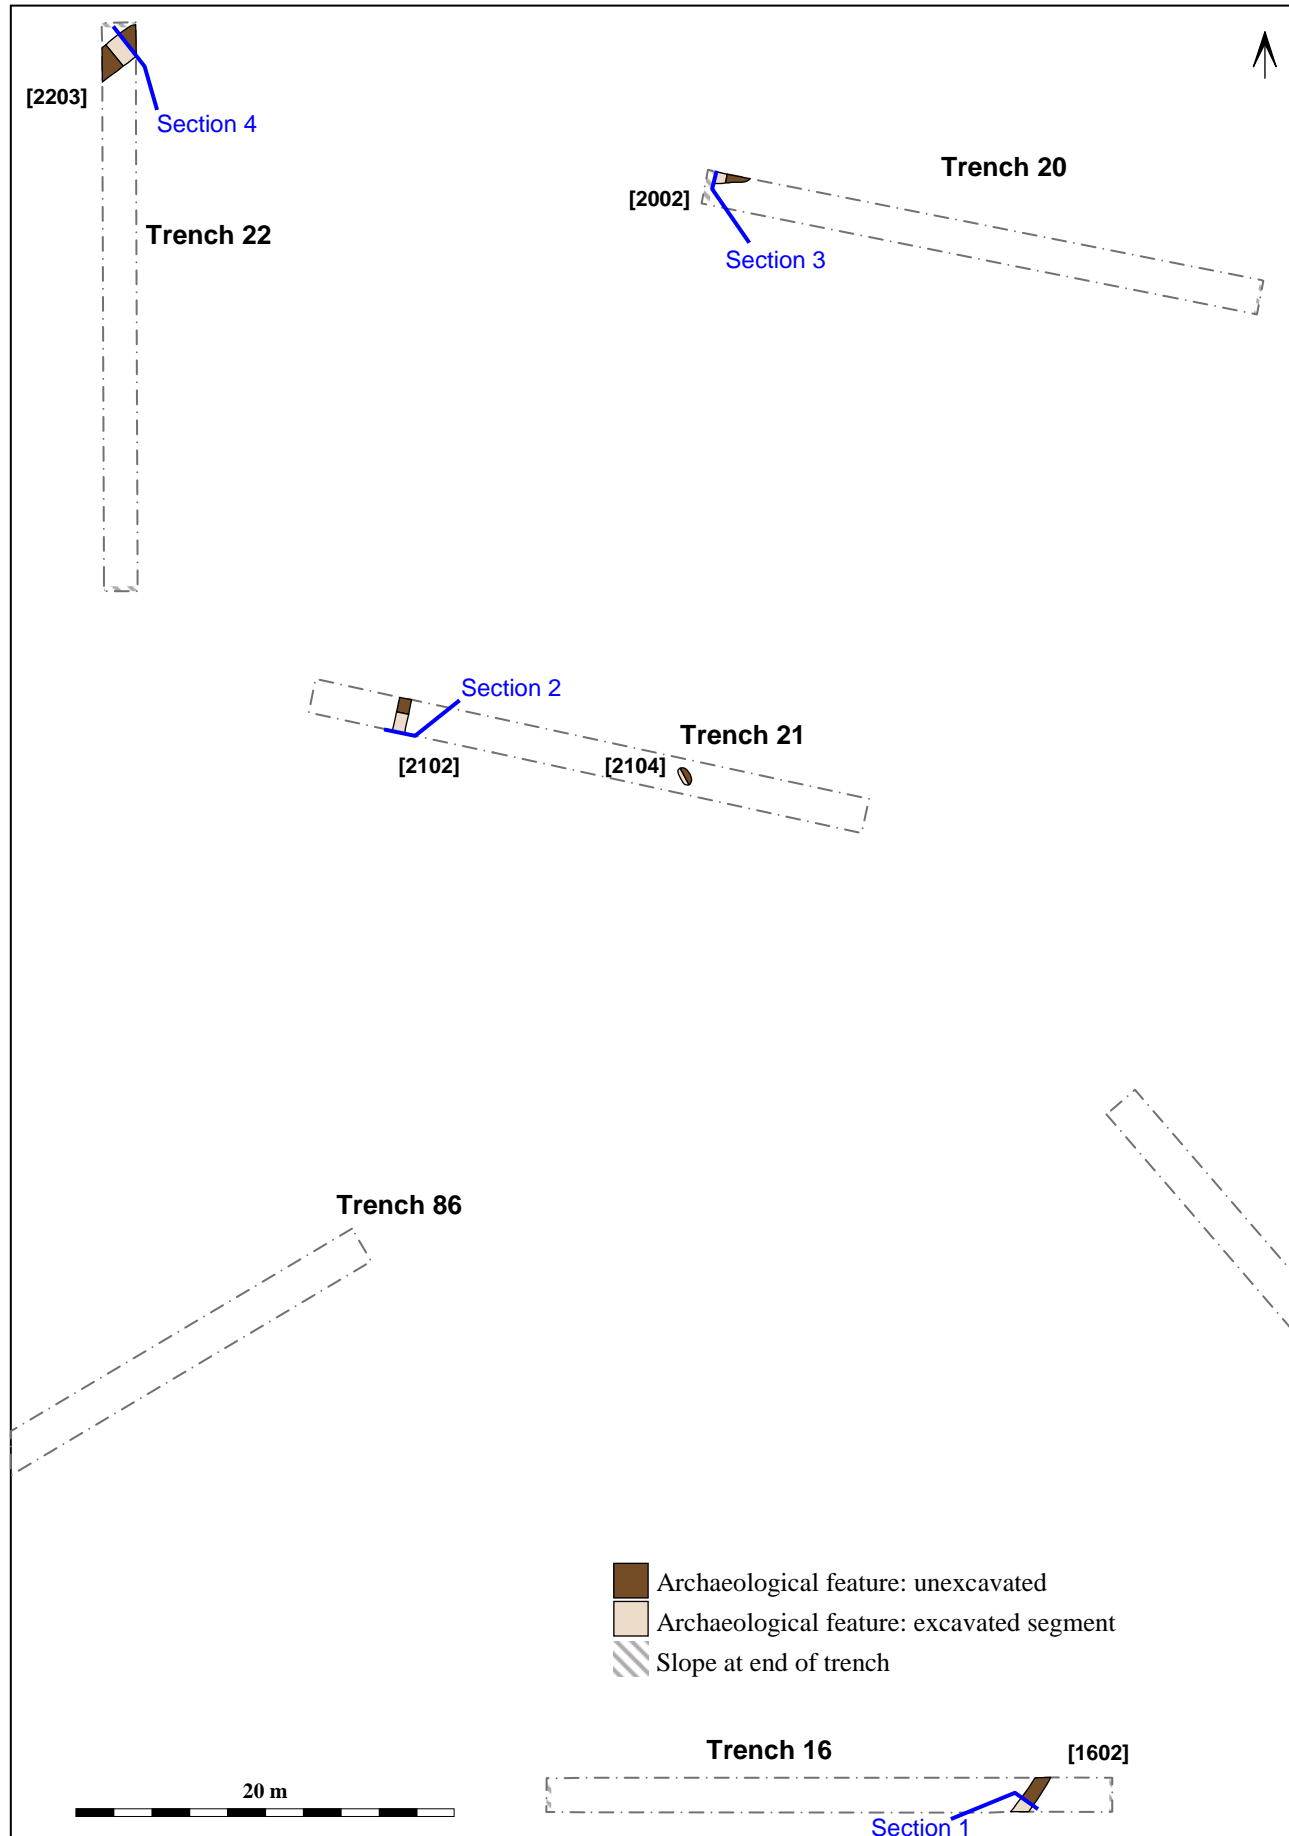 [2203]
Section 4
Trench 20
[2002]
Trench 22
Section 3
Section 2
Trench 21
[2102]
[2104]
Trench 86
Archaeological feature: unexcavated
Archaeological feature: excavated segment
Slope at end of trench
Trench 16
[1602]
20 m
Section 1